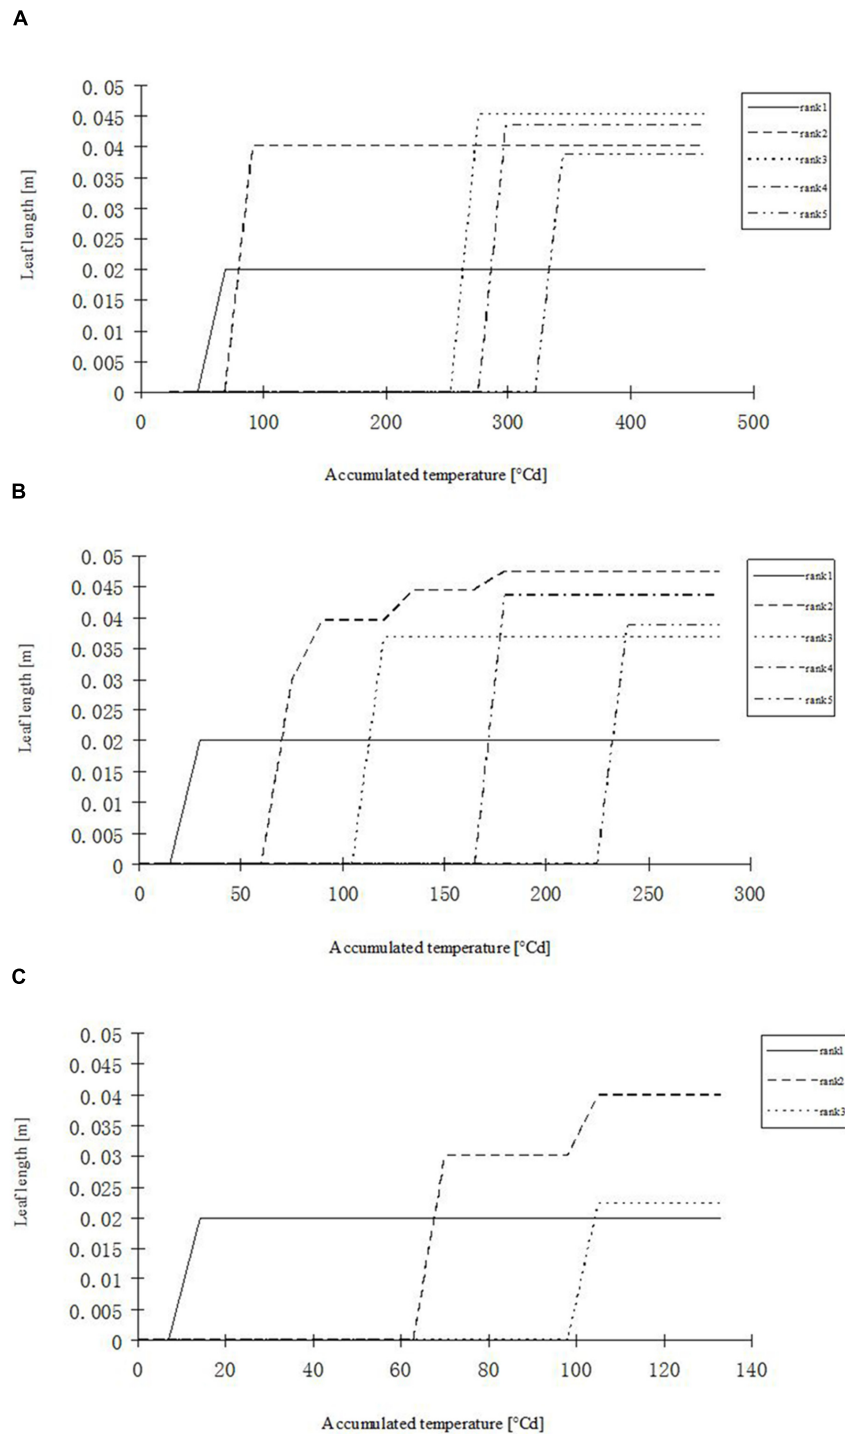 A
0.05
0.045
0.04
0.035
0.03
0.025
0.02
0.015
0.01
0.005
0
0 100 200 300 400 500
Leaf length [m]
Accumulated temperature [°Cd]
rank1
rank2
rank3
rank4
rank5
B
0.05
0.045
0.04
0.035
0.03
0.025
0.02
0.015
0.01
0.005
0
0 50 100 150 200 250 300
Leaf length [m]
Accumulated temperature [°Cd]
rank1
rank2
rank3
rank4
rank5
C
0.05
0.045
0.04
0.035
0.03
0.025
0.02
0.015
0.01
0.005
0
0 20 40 60 80 100 120 140
Leaf length [m]
Accumulated temperature [°Cd]
rank1
rank2
rank3